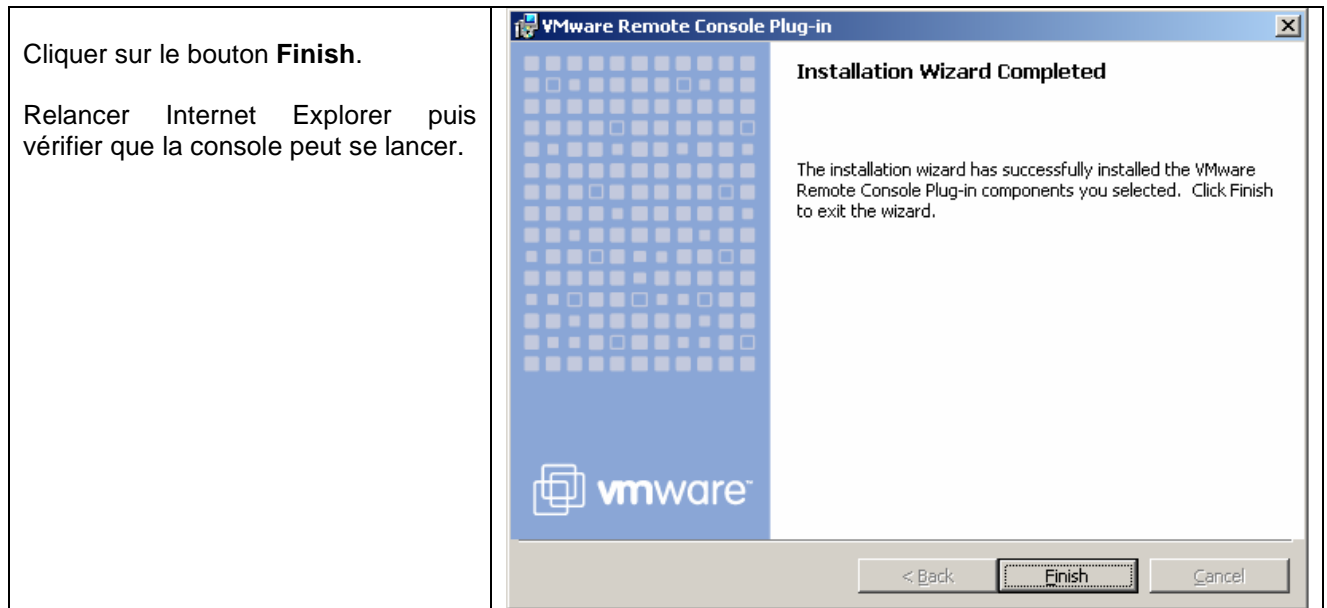 Cliquer sur le bouton Finish.
Relancer Internet Explorer puis
vérifier que la console peut se lancer.
VMware Remote Console Plug-in
Installation Wizard Completed
The installation wizard has successfully installed the VMware
Remote Console Plug-in components you selected. Click Finish
to exit the wizard.
vmware™
< Back Finish Cancel